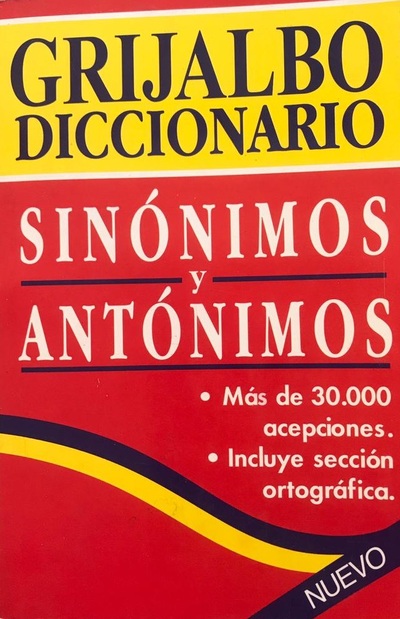 GRIJALBO
DICCIONARIO
SINÓNIMOS
y
ANTÓNIMOS
• Más de 30.000
acepciones.
• Incluye sección
ortográfica.
NUEVO